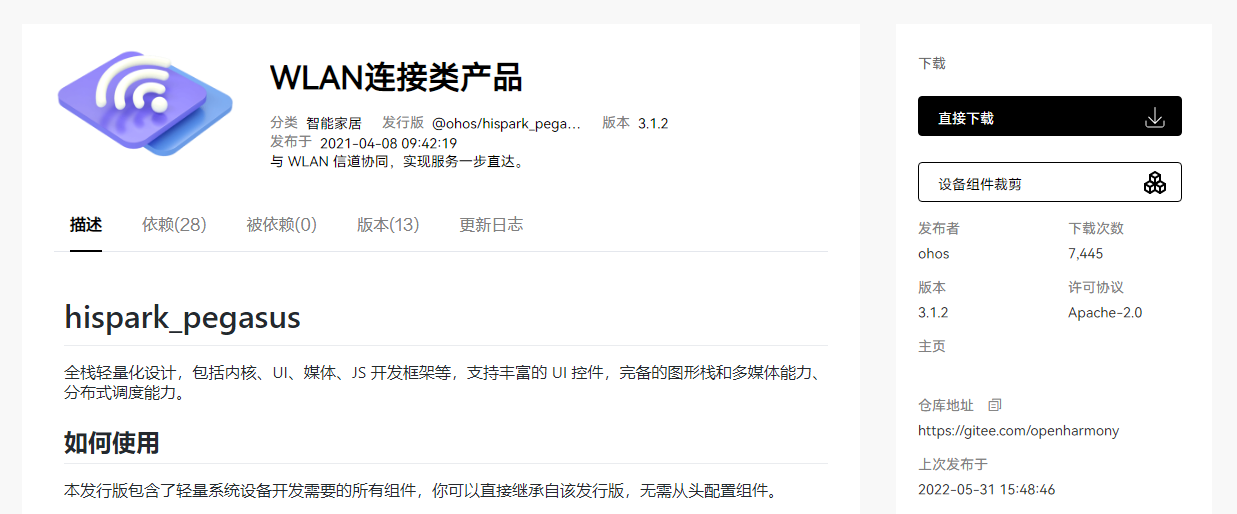 WLAN连接类产品
分类 智能家居 发行版 @ohos/hispark_pega... 版本 3.1.2
发布于 2021-04-08 09:42:19
与 WLAN 信道协同，实现服务一步直达。
描述 依赖(28) 被依赖(0) 版本(13) 更新日志
hispark_pegasus
全栈轻量化设计，包括内核、UI、媒体、JS 开发框架等，支持丰富的 UI 控件，完备的图形栈和多媒体能力、
分布式调度能力。
如何使用
本发行版包含了轻量系统设备开发需要的所有组件，你可以直接继承自该发行版，无需从头配置组件。
下载
直接下载
设备组件裁剪
发布者 下载次数
ohos 7,445
版本 许可协议
3.1.2 Apache-2.0
主页
仓库地址
https://gitee.com/openharmony
上次发布于
2022-05-31 15:48:46